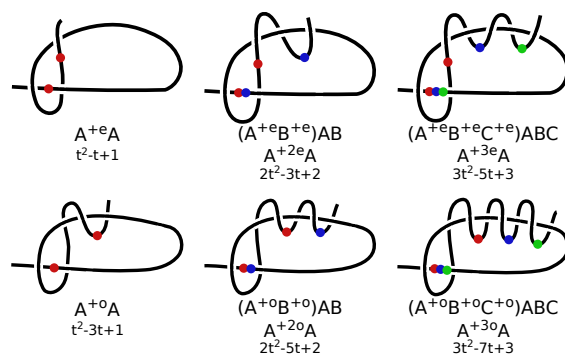 A⁺ᵉA
t²-t+1
(A⁺ᵉB⁺ᵉ)AB
A⁺²ᵉA
2t²-3t+2
(A⁺ᵉB⁺ᵉC⁺ᵉ)ABC
A⁺³ᵉA
3t²-5t+3
A⁺ᵒA
t²-3t+1
(A⁺ᵒB⁺ᵒ)AB
A⁺²ᵒA
2t²-5t+2
(A⁺ᵒB⁺ᵒC⁺ᵒ)ABC
A⁺³ᵒA
3t²-7t+3